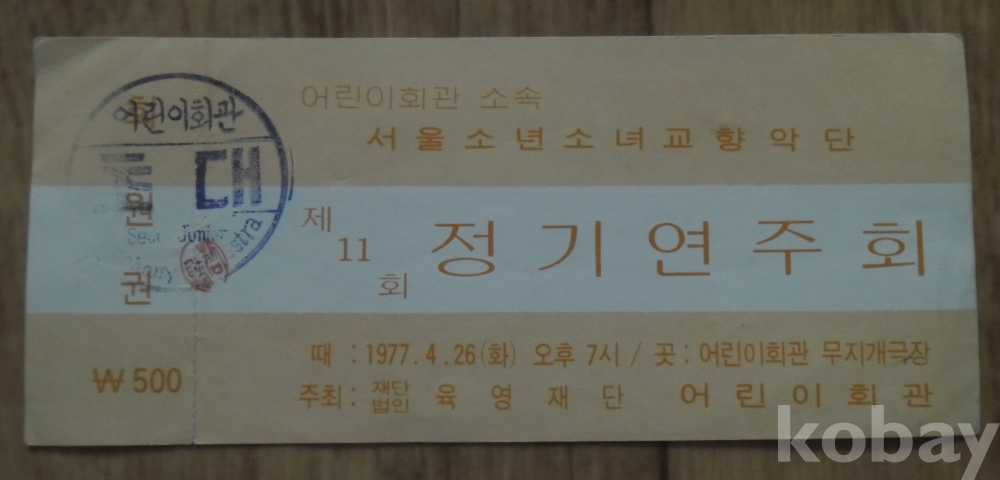 어린이회관
대
Junior
권
₩500
어린이회관 소속
서울소년소녀교향악단
제 11 회 정기연주회
때 : 1977. 4. 26 (화) 오후 7시 / 곳 : 어린이회관 무지개극장
주최 : 재단법인 육영재단 어린이회관
kobay